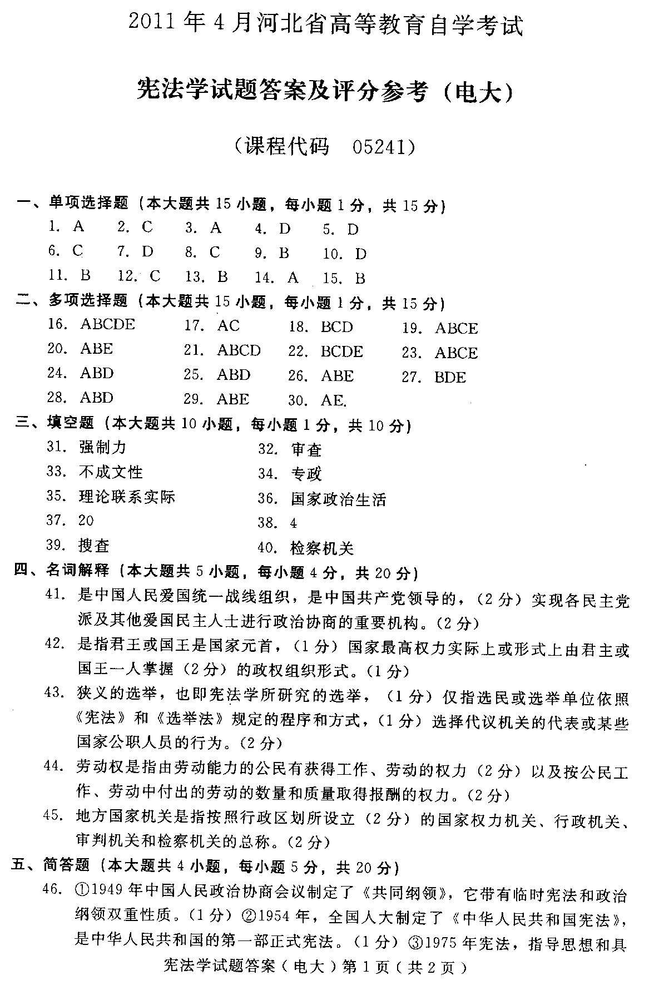 2011 年 4 月河北省高等教育自学考试
宪法学试题答案及评分参考（电大）
（课程代码　05241）
一、单项选择题（本大题共 15 小题，每小题 1 分，共 15 分）
1. A　2. C　3. A　4. D　5. D
6. C　7. D　8. C　9. B　10. D
11. B　12. C　13. B　14. A　15. B
二、多项选择题（本大题共 15 小题，每小题 1 分，共 15 分）
16. ABCDE　17. AC　18. BCD　19. ABCE
20. ABE　21. ABCD　22. BCDE　23. ABCE
24. ABD　25. ABD　26. ABE　27. BDE
28. ABD　29. ABE　30. AE.
三、填空题（本大题共 10 小题，每小题 1 分，共 10 分）
31. 强制力　32. 审查
33. 不成文性　34. 专政
35. 理论联系实际　36. 国家政治生活
37. 20　38. 4
39. 搜查　40. 检察机关
四、名词解释（本大题共 5 小题，每小题 4 分，共 20 分）
41. 是中国人民爱国统一战线组织，是中国共产党领导的，（2 分）实现各民主党
派及其他爱国民主人士进行政治协商的重要机构。（2 分）
42. 是指君王或国王是国家元首，（1 分）国家最高权力实际上或形式上由君主或
国王一人掌握（2 分）的政权组织形式。（1 分）
43. 狭义的选举，也即宪法学所研究的选举，（1 分）仅指选民或选举单位依照
《宪法》和《选举法》规定的程序和方式，（1 分）选择代议机关的代表或某些
国家公职人员的行为。（2 分）
44. 劳动权是指由劳动能力的公民有获得工作、劳动的权力（2 分）以及按公民工
作、劳动中付出的劳动的数量和质量取得报酬的权力。（2 分）
45. 地方国家机关是指按照行政区划所设立（2 分）的国家权力机关、行政机关、
审判机关和检察机关的总称。（2 分）
五、简答题（本大题共 4 小题，每小题 5 分，共 20 分）
46. ①1949 年中国人民政治协商会议制定了《共同纲领》，它带有临时宪法和政治
纲领双重性质。（1 分）②1954 年，全国人大制定了《中华人民共和国宪法》，
是中华人民共和国的第一部正式宪法。（1 分）③1975 年宪法，指导思想和具
宪法学试题答案（电大）第 1 页（共 2 页）